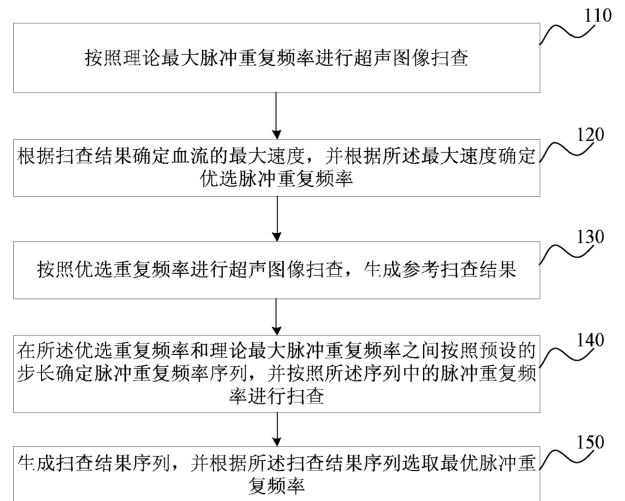 110
按照理论最大脉冲重复频率进行超声图像扫查
120
根据扫查结果确定血流的最大速度，并根据所述最大速度确定
优选脉冲重复频率
130
按照优选重复频率进行超声图像扫查，生成参考扫查结果
140
在所述优选重复频率和理论最大脉冲重复频率之间按照预设的
步长确定脉冲重复频率序列，并按照所述序列中的脉冲重复频
率进行扫查
150
生成扫查结果序列，并根据所述扫查结果序列选取最优脉冲重
复频率